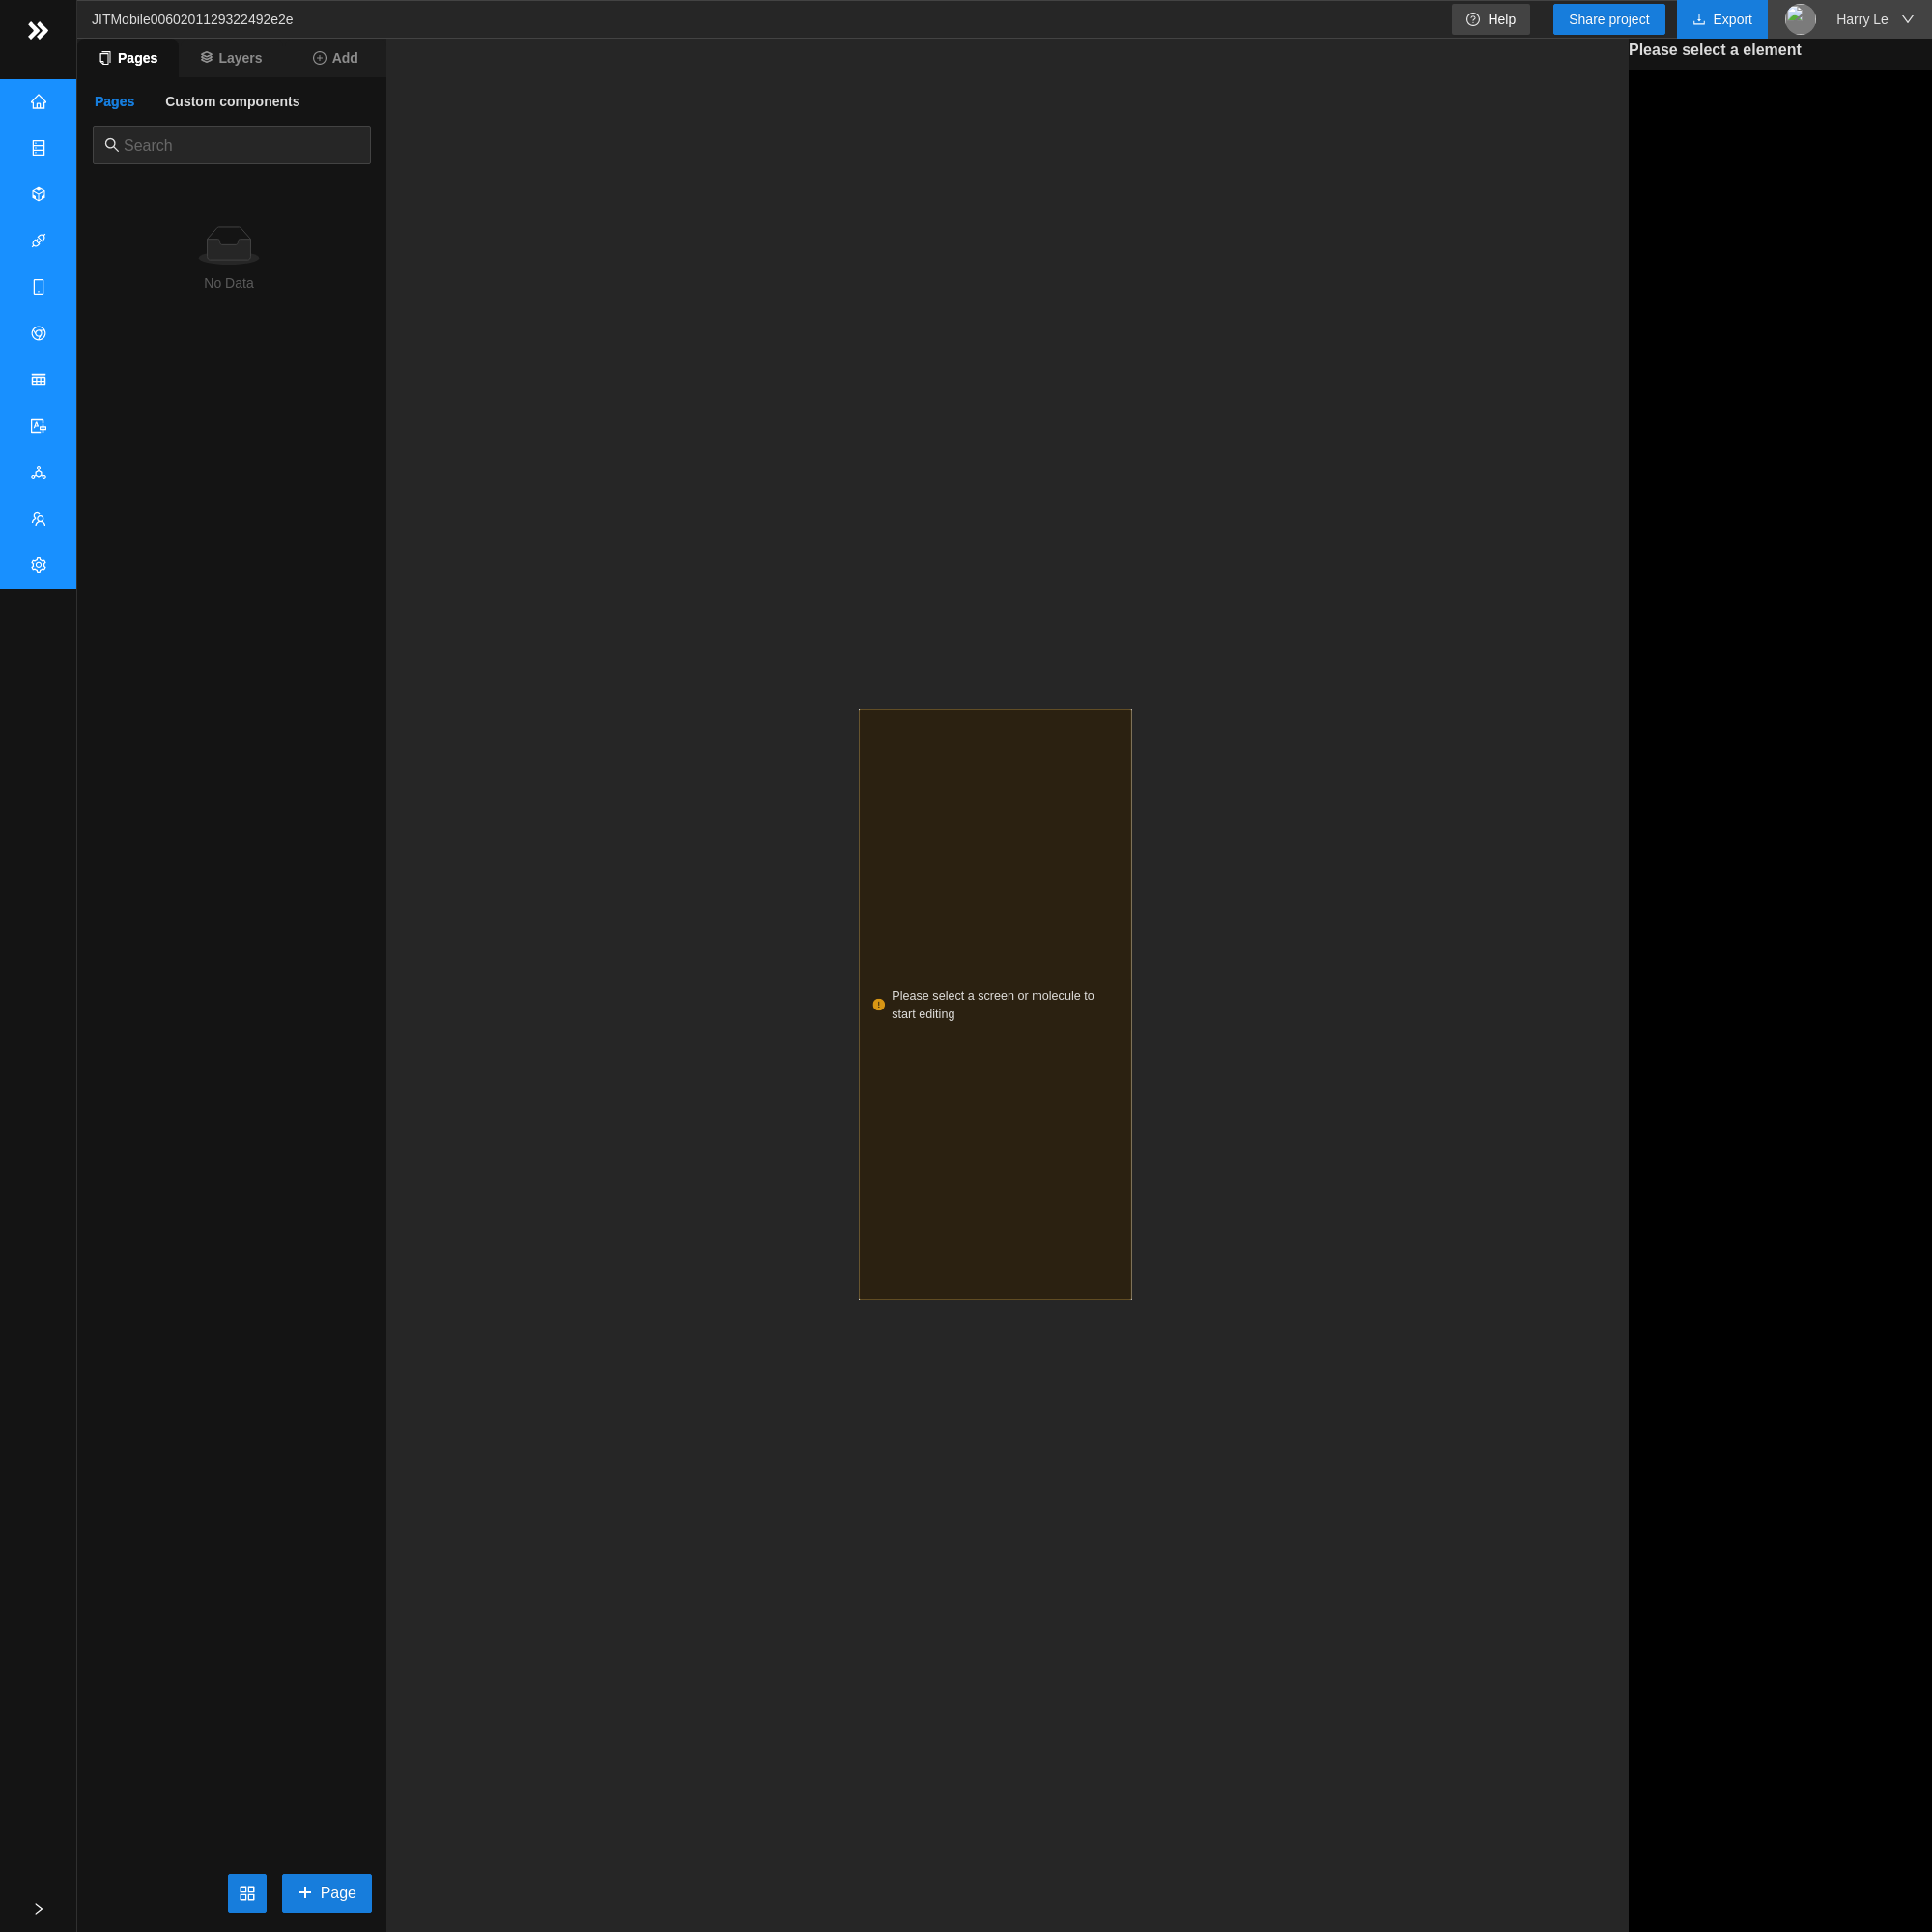 JITMobile0060201129322492e2e
Help
Share project
Export
Harry Le
Pages
Layers
Add
Please select a element
Pages
Custom components
Search
No Data
Please select a screen or molecule to
start editing
Page